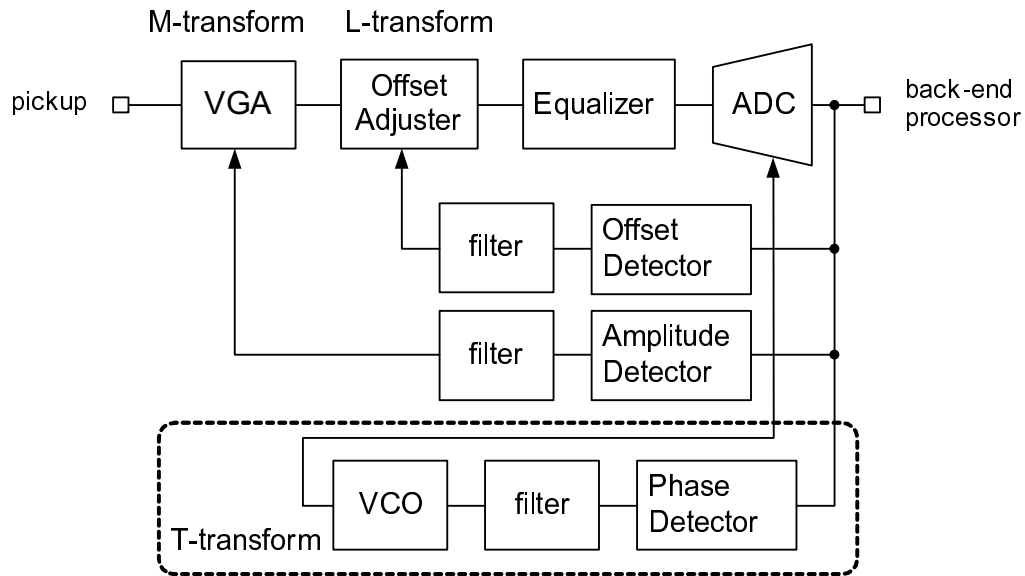 M-transform
L-transform
pickup
VGA
Offset
Adjuster
Equalizer
ADC
back-end
processor
filter
Offset
Detector
filter
Amplitude
Detector
VCO
filter
Phase
Detector
T-transform